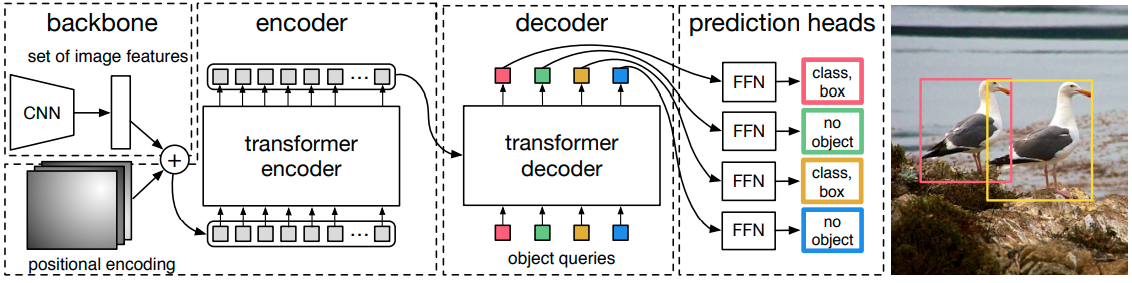 backbone
set of image features
CNN
+
positional encoding
encoder
...
transformer
encoder
...
decoder
transformer
decoder
object queries
prediction heads
FFN
class,
box
FFN
no
object
FFN
class,
box
FFN
no
object